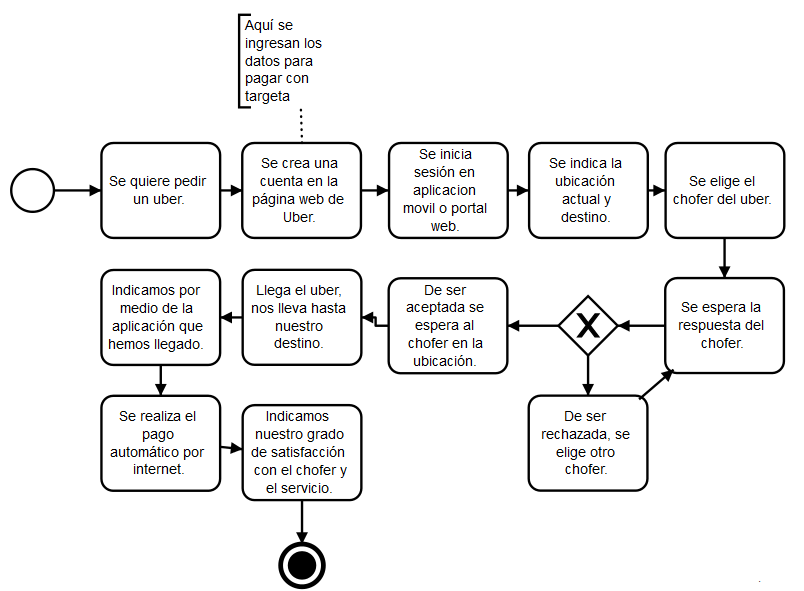 Aquí se
ingresan los
datos para
pagar con
targeta
Se quiere pedir
un uber.
Se crea una
cuenta en la
página web de
Uber.
Se inicia
sesión en
aplicacion
movil o portal
web.
Se indica la
ubicación
actual y
destino.
Se elige el
chofer del uber.
Se espera la
respuesta del
chofer.
X
De ser
rechazada, se
elige otro
chofer.
De ser
aceptada se
espera al
chofer en la
ubicación.
Llega el uber,
nos lleva hasta
nuestro
destino.
Indicamos por
medio de la
aplicación que
hemos llegado.
Se realiza el
pago
automático por
internet.
Indicamos
nuestro grado
de satisfacción
con el chofer y
el servicio.